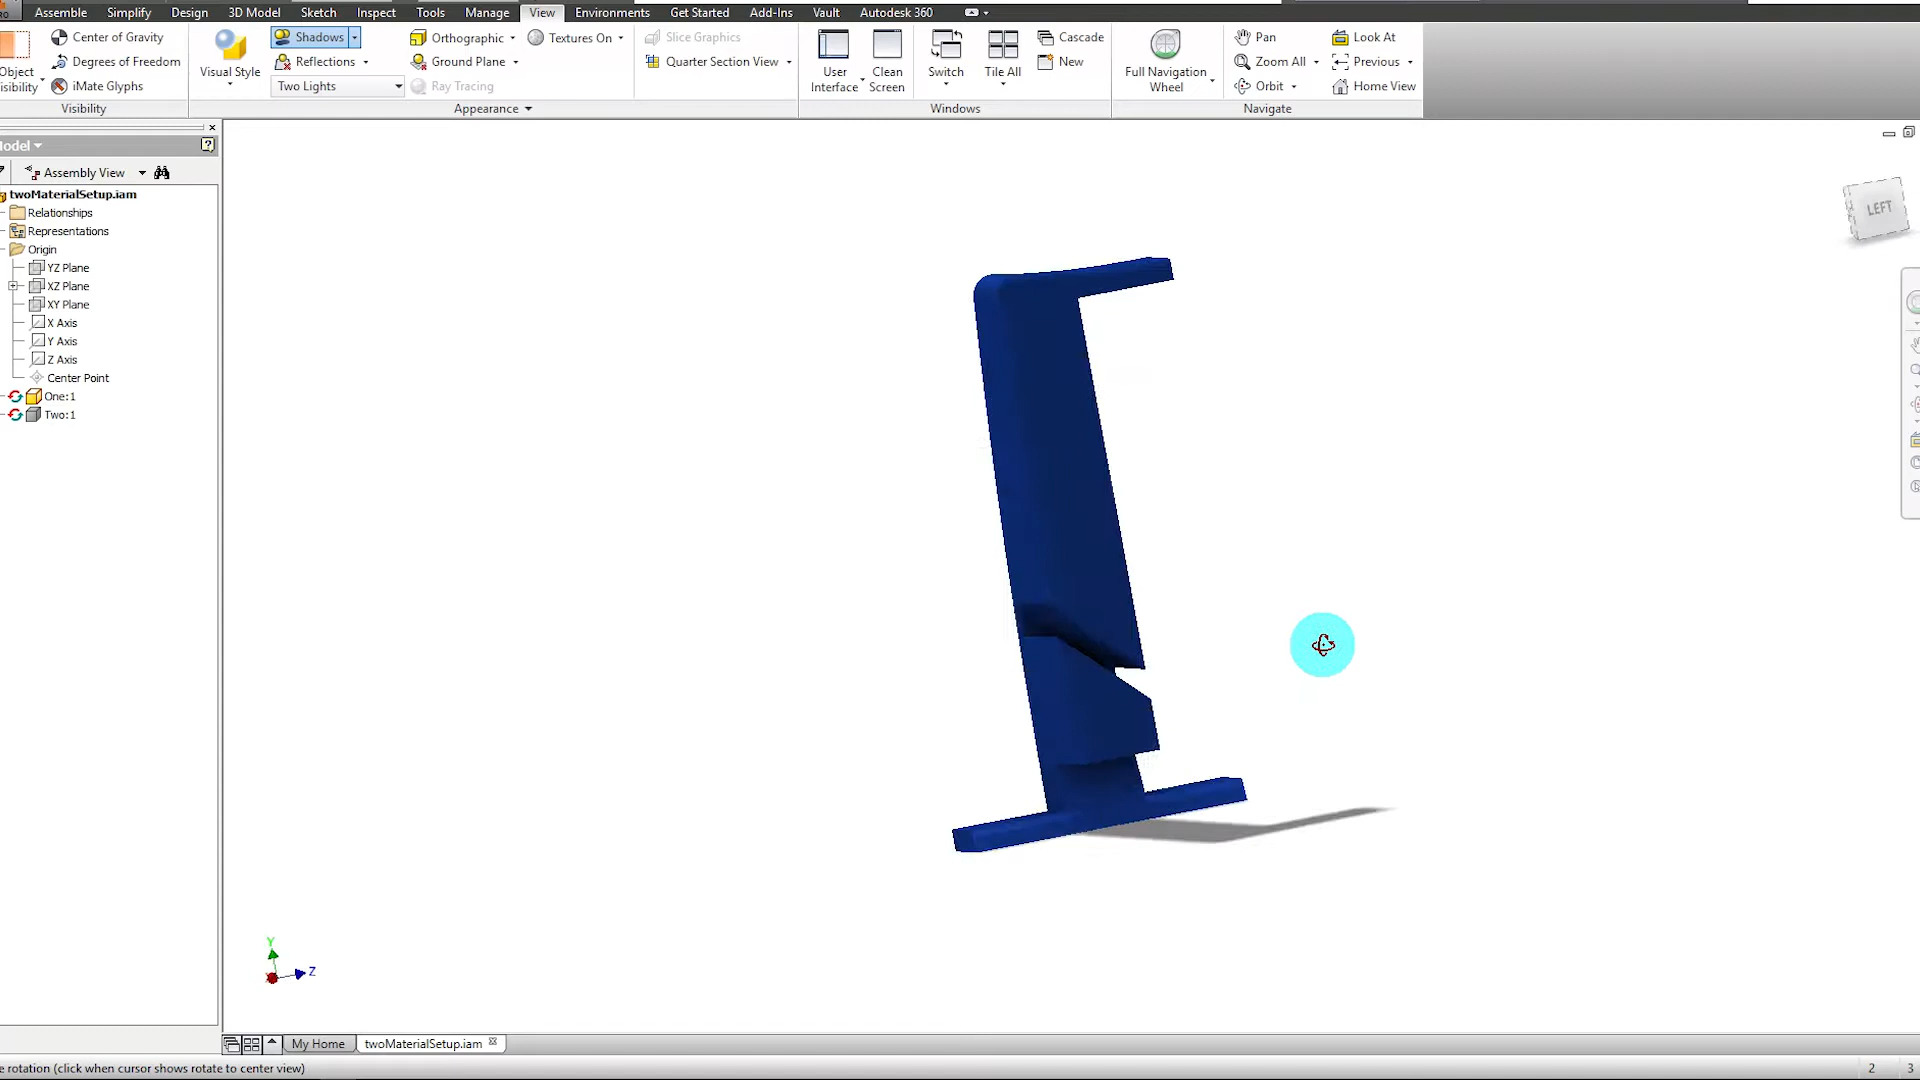 Assemble Simplify Design 3D Model Sketch Inspect Tools Manage View Environments Get Started Add-Ins Vault Autodesk 360
Center of Gravity Shadows Orthographic Textures On Slice Graphics Cascade Pan Look At
Degrees of Freedom Reflections Ground Plane Quarter Section View New Zoom All Previous
Object Visual Style User Clean Switch Tile All Full Navigation
isibility iMate Glyphs Two Lights Ray Tracing Interface Screen Wheel Orbit Home View
Visibility Appearance Windows Navigate
odel
Assembly View
twoMaterialSetup.iam
Relationships
Representations
Origin
YZ Plane
XZ Plane
XY Plane
X Axis
Y Axis
Z Axis
Center Point
One:1
Two:1
LEFT
Y
Z
My Home twoMaterialSetup.iam
e rotation (click when cursor shows rotate to center view) 2 3